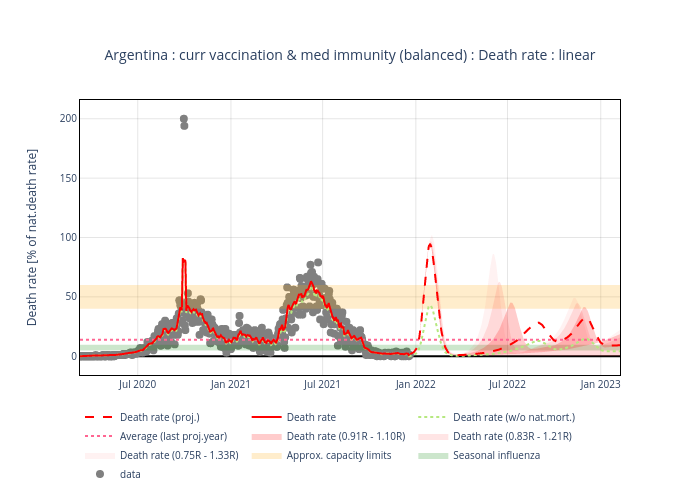 Argentina : curr vaccination & med immunity (balanced) : Death rate : linear
Death rate [% of nat.death rate]
200
150
100
50
0
Jul 2020 Jan 2021 Jul 2021 Jan 2022 Jul 2022 Jan 2023
Death rate (proj.) Death rate Death rate (w/o nat.mort.)
Average (last proj.year) Death rate (0.91R - 1.10R) Death rate (0.83R - 1.21R)
Death rate (0.75R - 1.33R) Approx. capacity limits Seasonal influenza
data